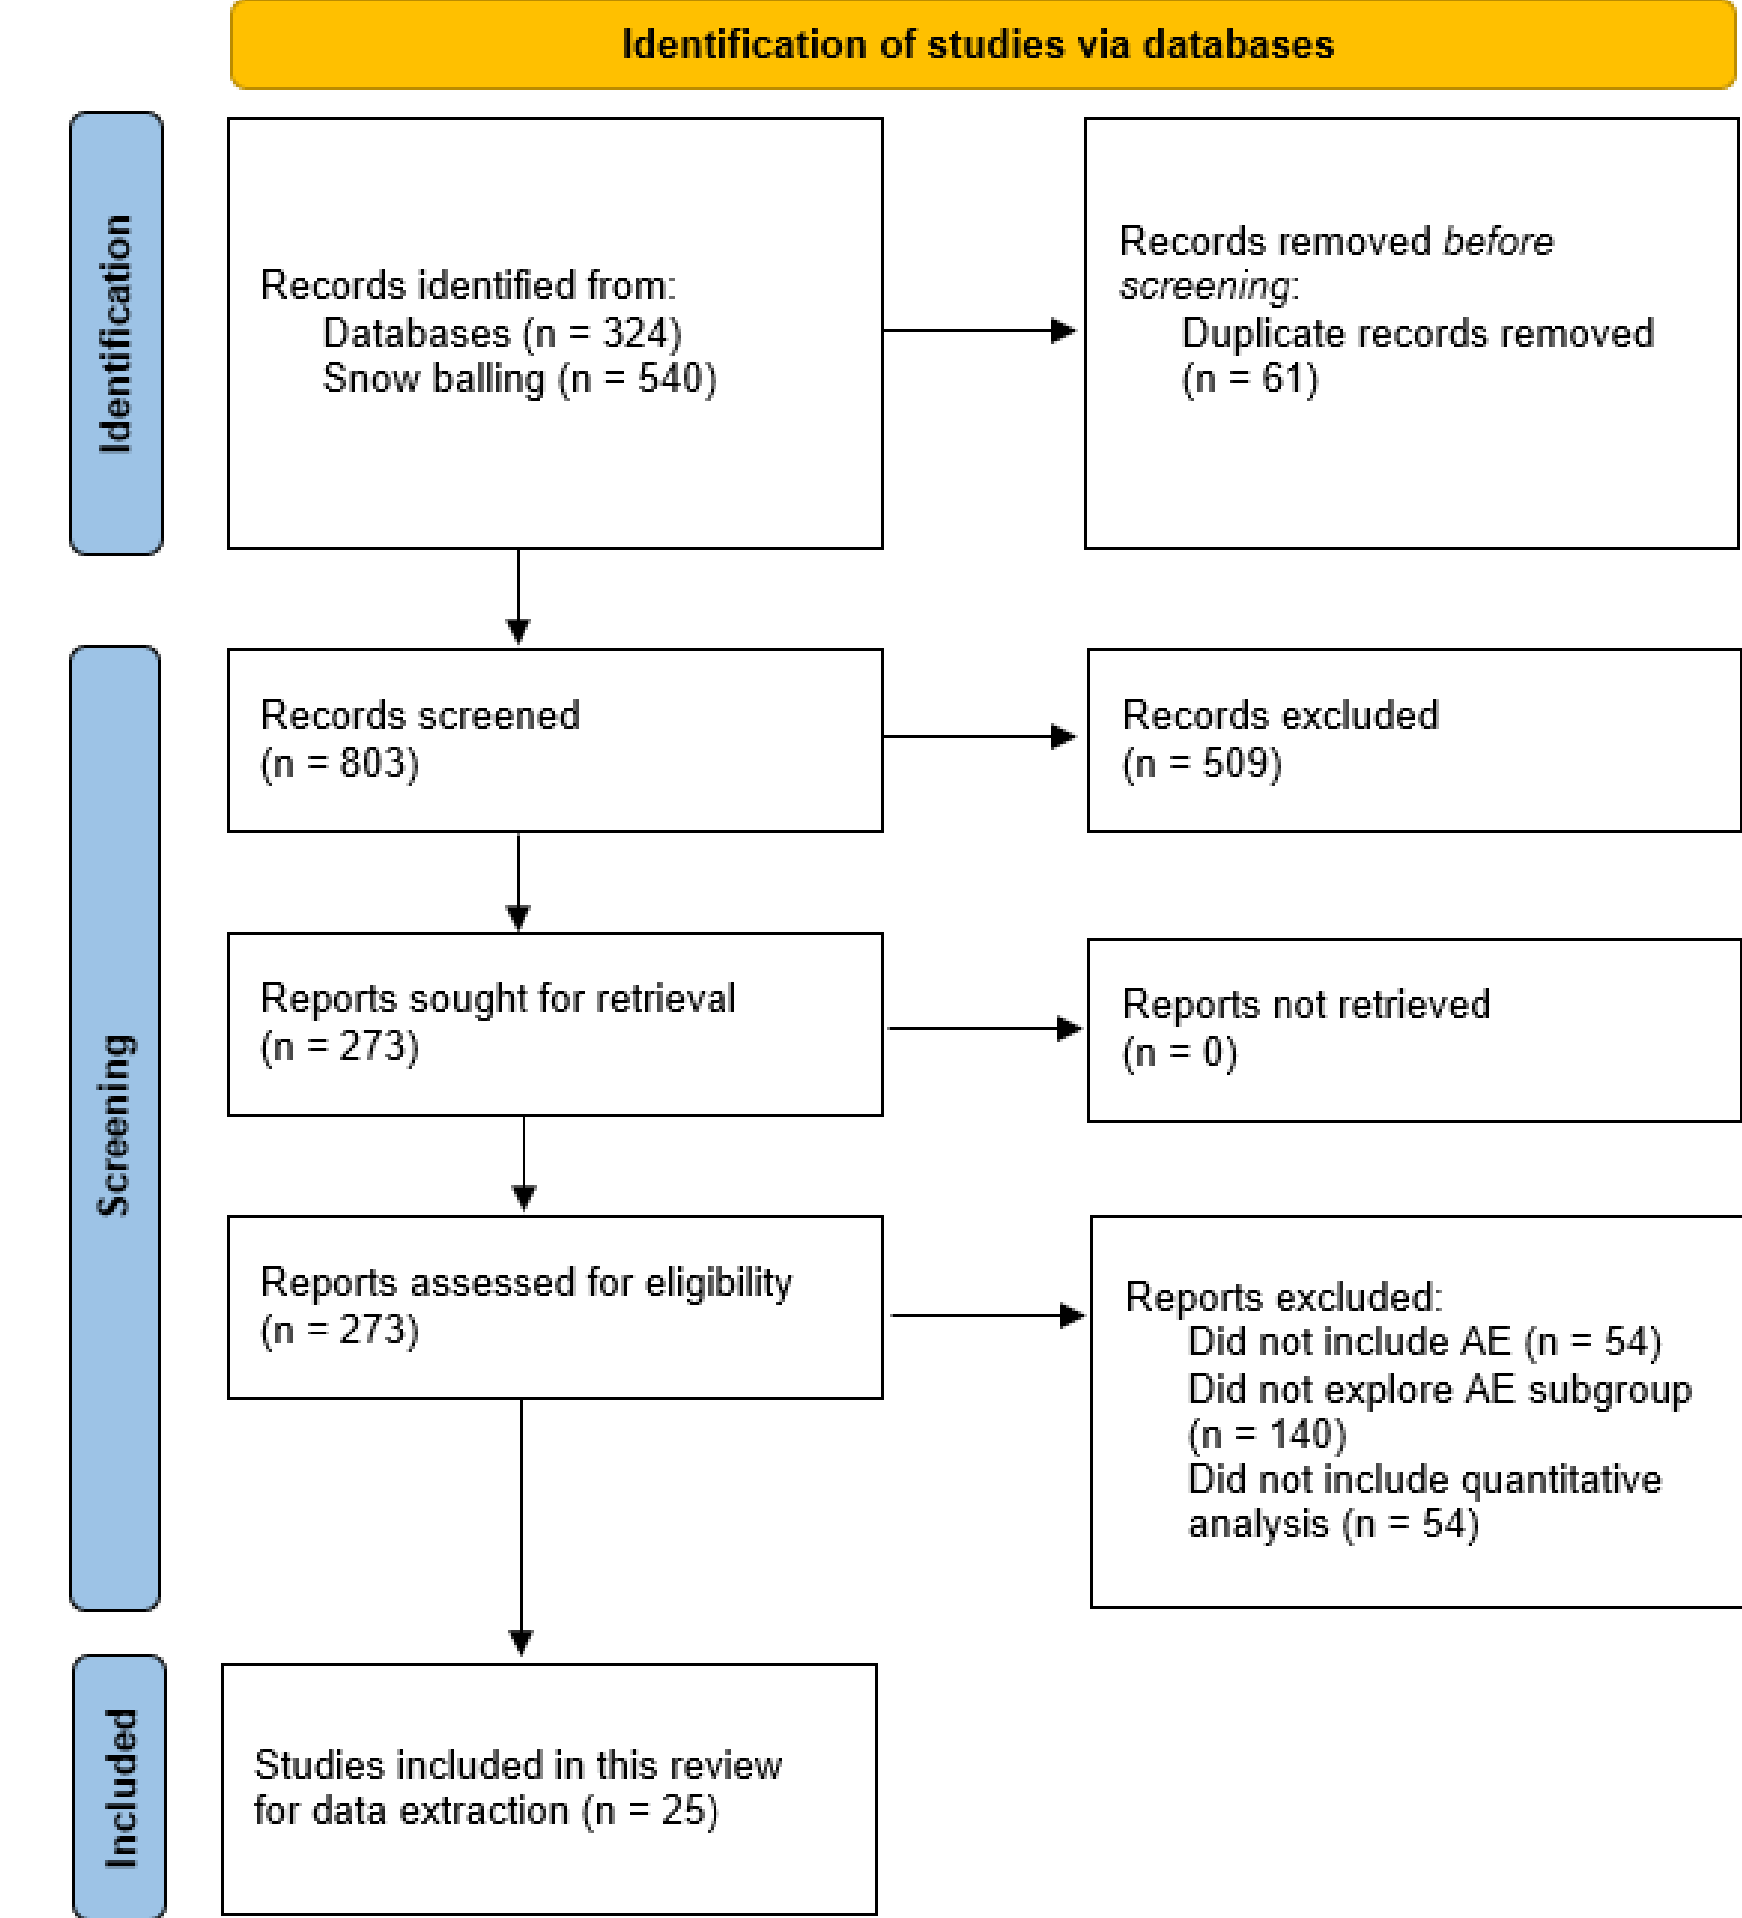 Identification of studies via databases
Identification
Records identified from:
Databases (n = 324)
Snow balling (n = 540)
Records removed before
screening:
Duplicate records removed
(n = 61)
Screening
Records screened
(n = 803)
Records excluded
(n = 509)
Reports sought for retrieval
(n = 273)
Reports not retrieved
(n = 0)
Reports assessed for eligibility
(n = 273)
Reports excluded:
Did not include AE (n = 54)
Did not explore AE subgroup
(n = 140)
Did not include quantitative
analysis (n = 54)
Included
Studies included in this review
for data extraction (n = 25)